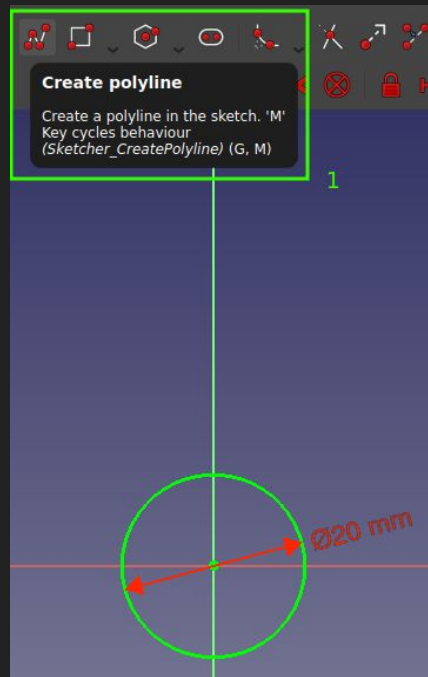 Create polyline
Create a polyline in the sketch. 'M'
Key cycles behaviour
(Sketcher_CreatePolyline) (G, M)
1
Ø20 mm